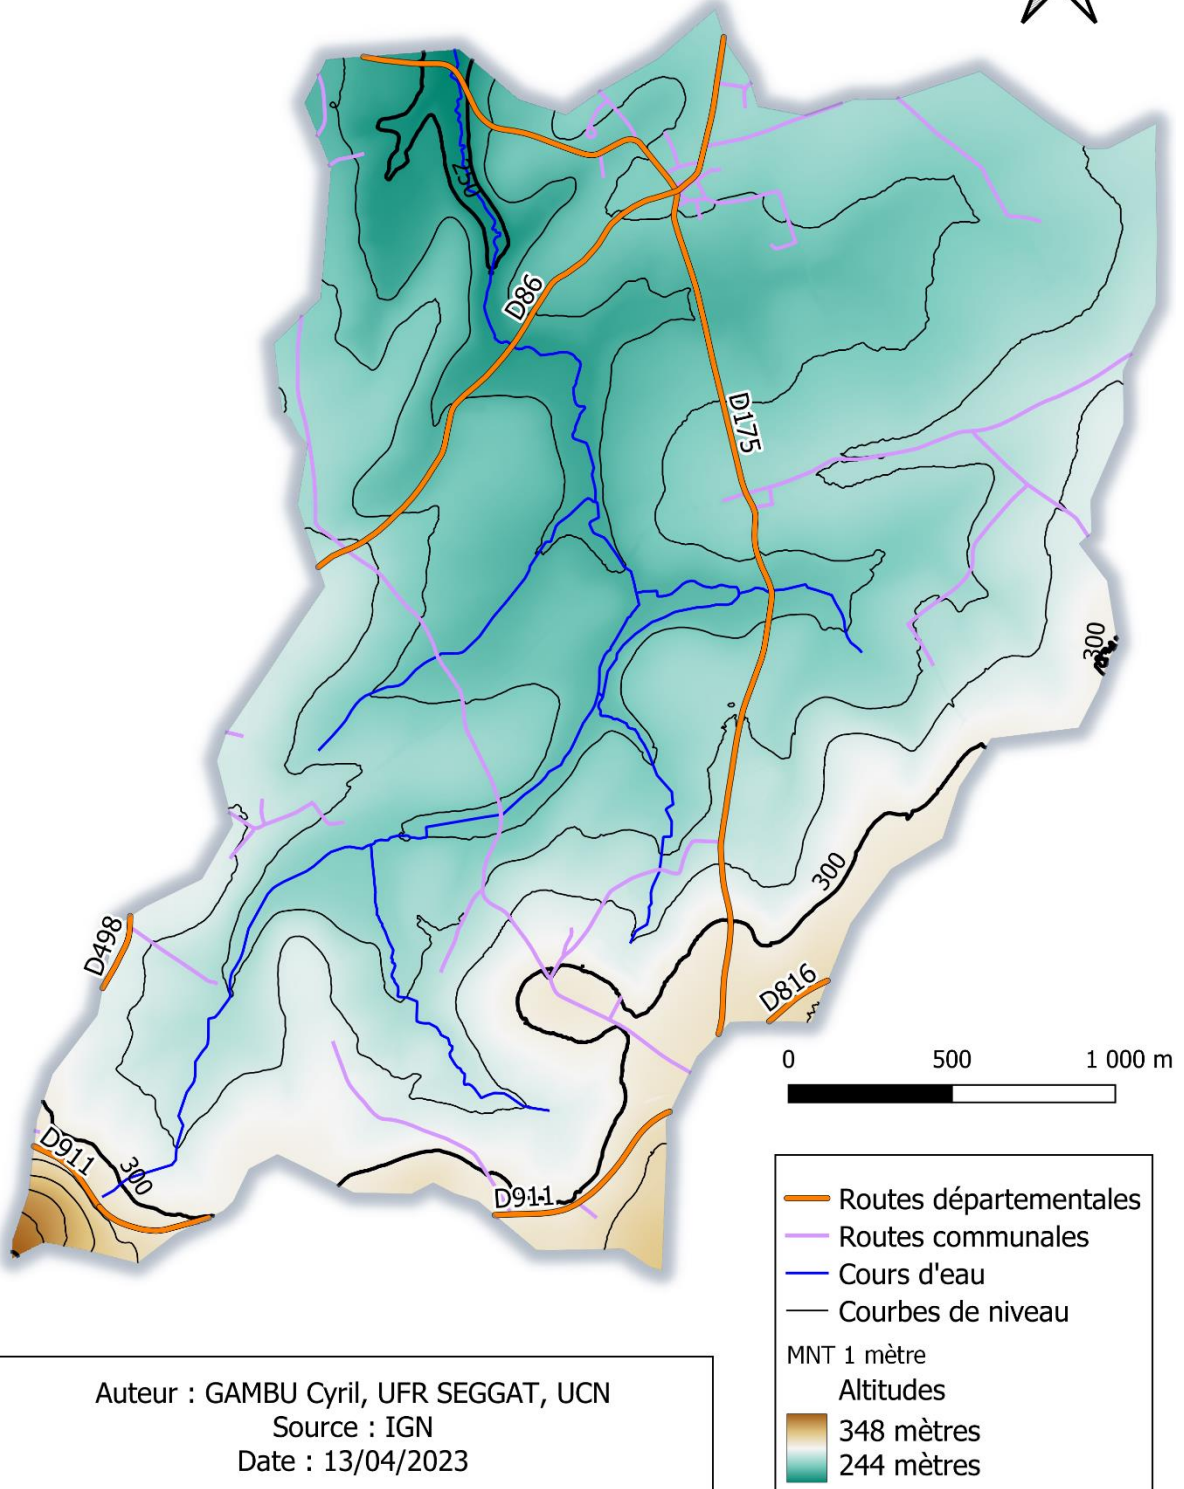 250
D86
D175
300
300
D498
D816
0 500 1 000 m
D911
300
D911
Routes départementales
Routes communales
Cours d'eau
Courbes de niveau
MNT 1 mètre
Altitudes
348 mètres
244 mètres
Auteur : GAMBU Cyril, UFR SEGGAT, UCN
Source : IGN
Date : 13/04/2023